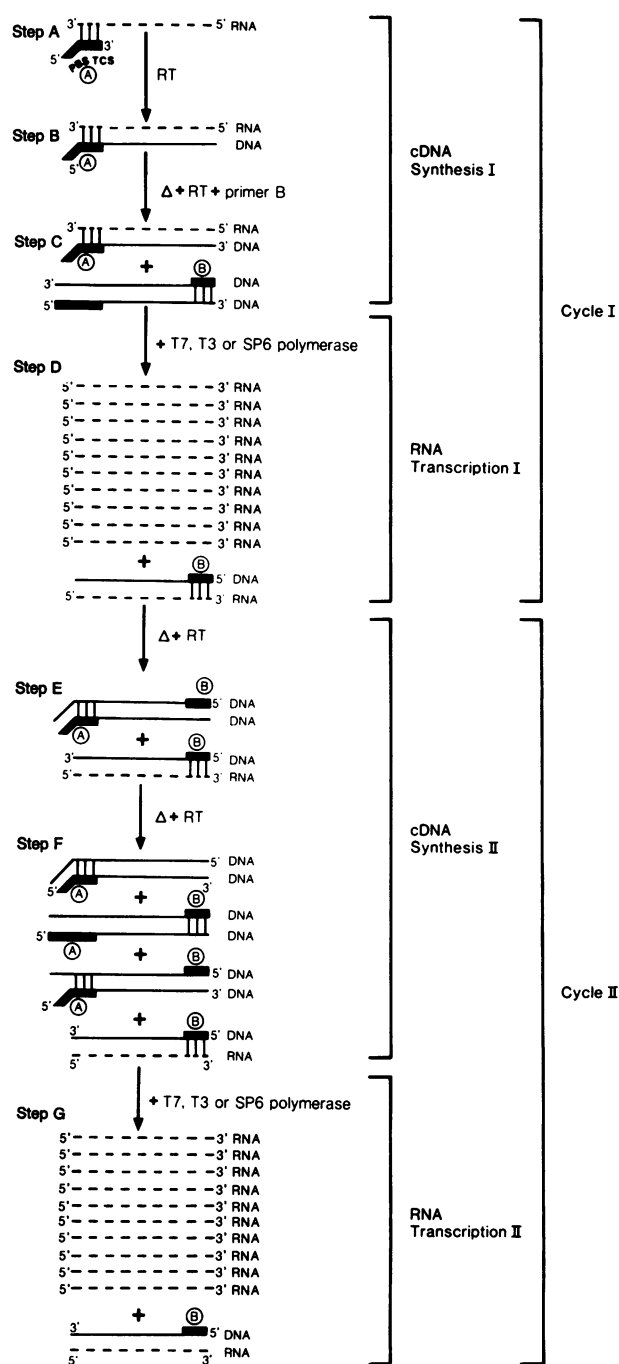 Step A 3' 5' RNA
5' 3'
PBS TCS
A
RT
Step B 3' 5' RNA
DNA
5' A
cDNA
Synthesis I
Δ + RT + primer B
Step C 3' 5' RNA
3' DNA
A
+ B
3' DNA
5' 3' DNA
Cycle I
+ T7, T3 or SP6 polymerase
Step D
5' 3' RNA
5' 3' RNA
5' 3' RNA
5' 3' RNA
5' 3' RNA
5' 3' RNA
5' 3' RNA
5' 3' RNA
5' 3' RNA
5' 3' RNA
RNA
Transcription I
+ B
5' DNA
5' 3' RNA
Δ + RT
Step E B
5' DNA
DNA
A
+ B
3' 5' DNA
5' 3' RNA
Δ + RT
cDNA
Synthesis II
Step F
5' DNA
DNA
5' A 3'
+ B
DNA
5' DNA
A
+ B
5' DNA
3' DNA
5' A
Cycle II
+ B
3' 5' DNA
RNA
5' 3'
+ T7, T3 or SP6 polymerase
Step G
5' 3' RNA
5' 3' RNA
5' 3' RNA
5' 3' RNA
5' 3' RNA
5' 3' RNA
5' 3' RNA
5' 3' RNA
5' 3' RNA
5' 3' RNA
RNA
Transcription II
+ B
3' 5' DNA
5' 3' RNA